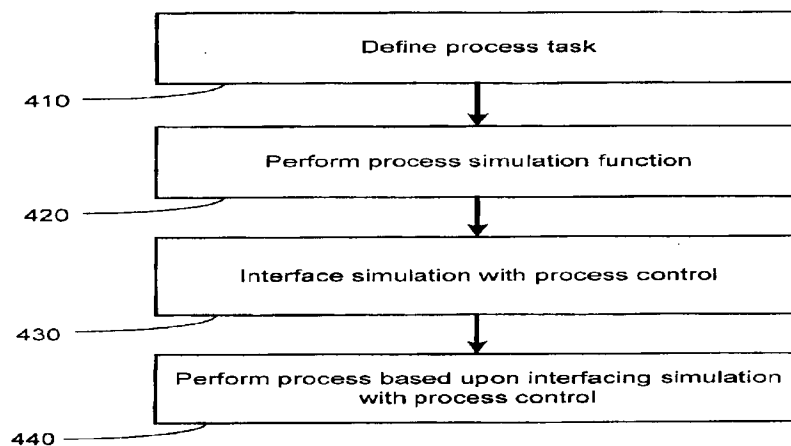 Define process task
410
Perform process simulation function
420
Interface simulation with process control
430
Perform process based upon interfacing simulation
with process control
440